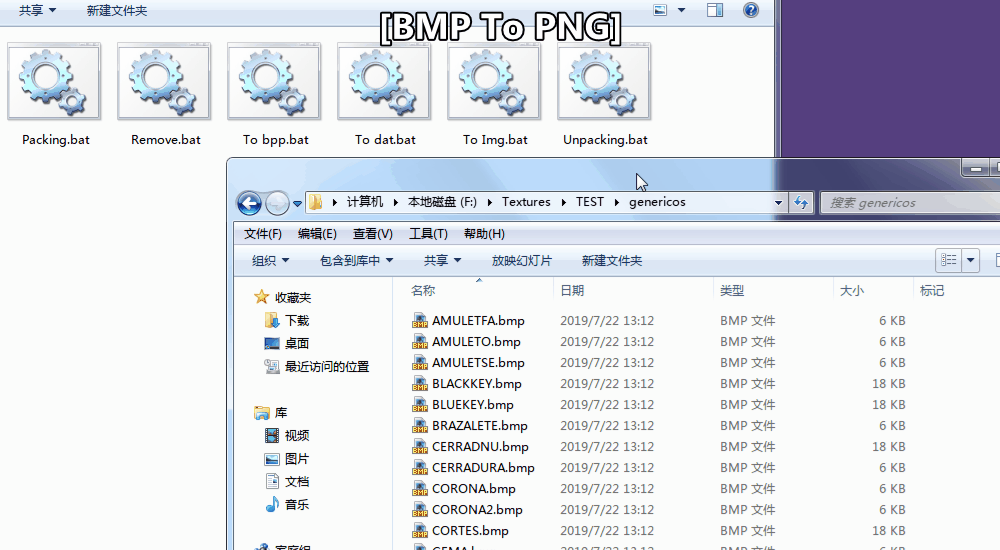 共享 新建文件夹
[BMP To PNG]
Packing.bat Remove.bat To bpp.bat To dat.bat To Img.bat Unpacking.bat
计算机 本地磁盘 (F:) Textures TEST genericos 搜索 genericos
文件(F) 编辑(E) 查看(V) 工具(T) 帮助(H)
组织 包含到库中 共享 放映幻灯片 新建文件夹
收藏夹
下载
桌面
最近访问的位置
库
视频
图片
文档
音乐
家庭组
名称 日期 类型 大小 标记
AMULETFA.bmp 2019/7/22 13:12 BMP 文件 6 KB
AMULETO.bmp 2019/7/22 13:12 BMP 文件 6 KB
AMULETSE.bmp 2019/7/22 13:12 BMP 文件 6 KB
BLACKKEY.bmp 2019/7/22 13:12 BMP 文件 18 KB
BLUEKEY.bmp 2019/7/22 13:12 BMP 文件 18 KB
BRAZALETE.bmp 2019/7/22 13:12 BMP 文件 6 KB
CERRADNU.bmp 2019/7/22 13:12 BMP 文件 18 KB
CERRADURA.bmp 2019/7/22 13:12 BMP 文件 6 KB
CORONA.bmp 2019/7/22 13:12 BMP 文件 6 KB
CORONA2.bmp 2019/7/22 13:12 BMP 文件 6 KB
CORTES.bmp 2019/7/22 13:12 BMP 文件 18 KB